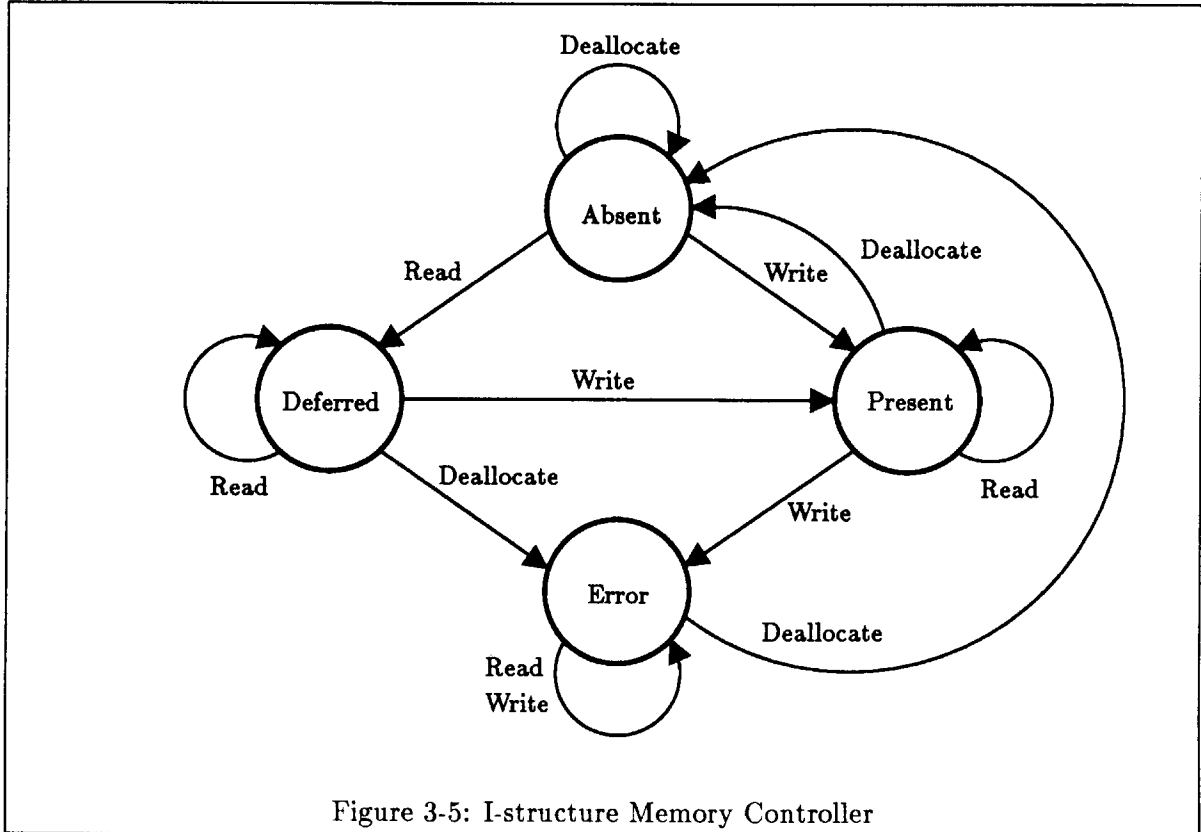 Deallocate
Absent
Deallocate
Read
Write
Write
Deferred
Present
Read
Deallocate
Read
Write
Error
Deallocate
Read
Write
Figure 3-5: I-structure Memory Controller